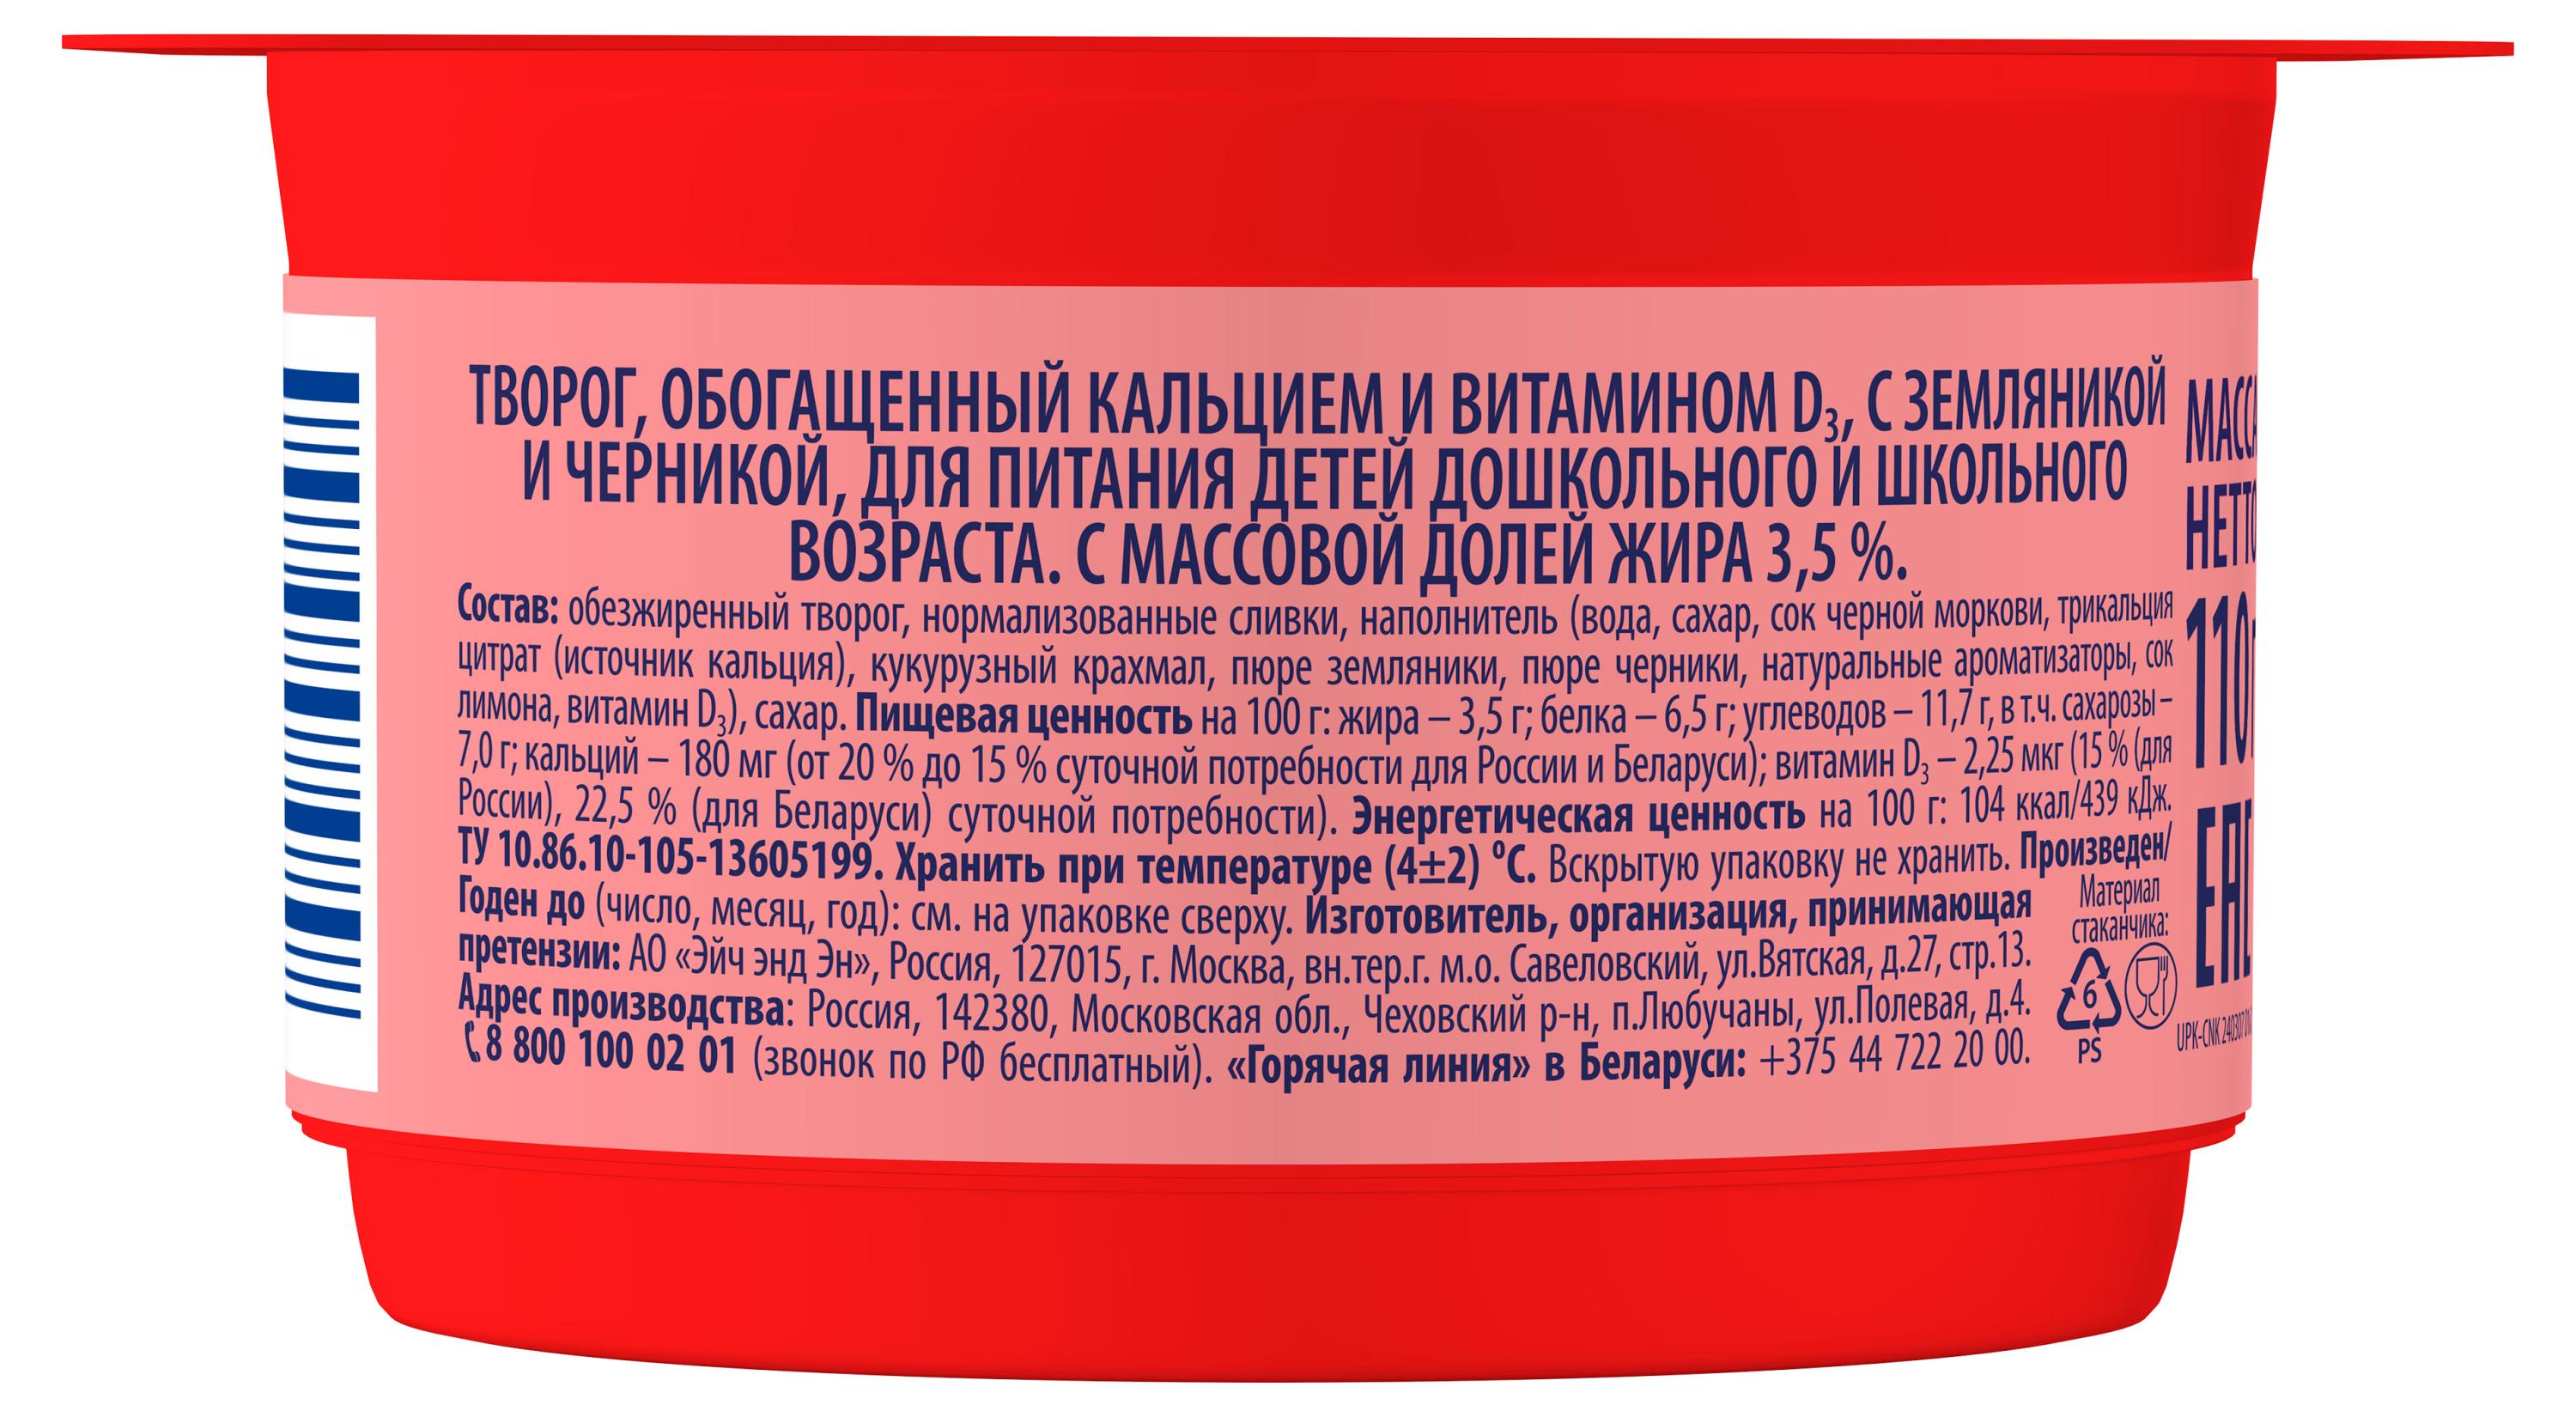 ТВОРОГ, ОБОГАЩЕННЫЙ КАЛЬЦИЕМ И ВИТАМИНОМ D₃, С ЗЕМЛЯНИКОЙ
И ЧЕРНИКОЙ, ДЛЯ ПИТАНИЯ ДЕТЕЙ ДОШКОЛЬНОГО И ШКОЛЬНОГО
ВОЗРАСТА. С МАССОВОЙ ДОЛЕЙ ЖИРА 3,5 %.
Состав: обезжиренный творог, нормализованные сливки, наполнитель (вода, сахар, сок черной моркови, трикальция
цитрат (источник кальция), кукурузный крахмал, пюре земляники, пюре черники, натуральные ароматизаторы, сок
лимона, витамин D₃), сахар. Пищевая ценность на 100 г: жира – 3,5 г; белка – 6,5 г; углеводов – 11,7 г, в т.ч. сахарозы –
7,0 г; кальций – 180 мг (от 20 % до 15 % суточной потребности для России и Беларуси); витамин D₃ – 2,25 мкг (15 % (для
России), 22,5 % (для Беларуси) суточной потребности). Энергетическая ценность на 100 г: 104 ккал/439 кДж.
ТУ 10.86.10-105-13605199. Хранить при температуре (4±2) °С. Вскрытую упаковку не хранить. Произведен/
Годен до (число, месяц, год): см. на упаковке сверху. Изготовитель, организация, принимающая
претензии: АО «Эйч энд Эн», Россия, 127015, г. Москва, вн.тер.г. м.о. Савеловский, ул.Вятская, д.27, стр.13.
Адрес производства: Россия, 142380, Московская обл., Чеховский р-н, п.Любучаны, ул.Полевая, д.4.
8 800 100 02 01 (звонок по РФ бесплатный). «Горячая линия» в Беларуси: +375 44 722 20 00.
Материал
стаканчика:
6
PS
МАССА
НЕТТО
110 г
EAC
UPK-CNK